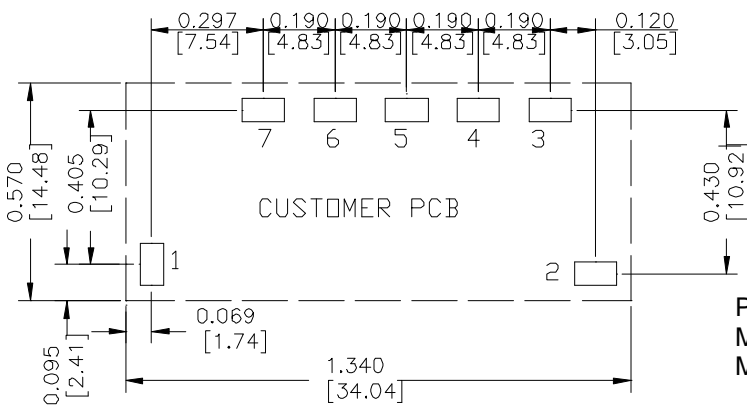 0.297 0.190 0.190 0.190 0.190 0.120
[7.54] [4.83] [4.83] [4.83] [4.83] [3.05]
7 6 5 4 3
0.570
[14.48]
0.405
[10.29]
0.430
[10.92]
CUSTOMER PCB
1
2
0.069
[1.74]
0.095
[2.41]
1.340
[34.04]
P
M
M